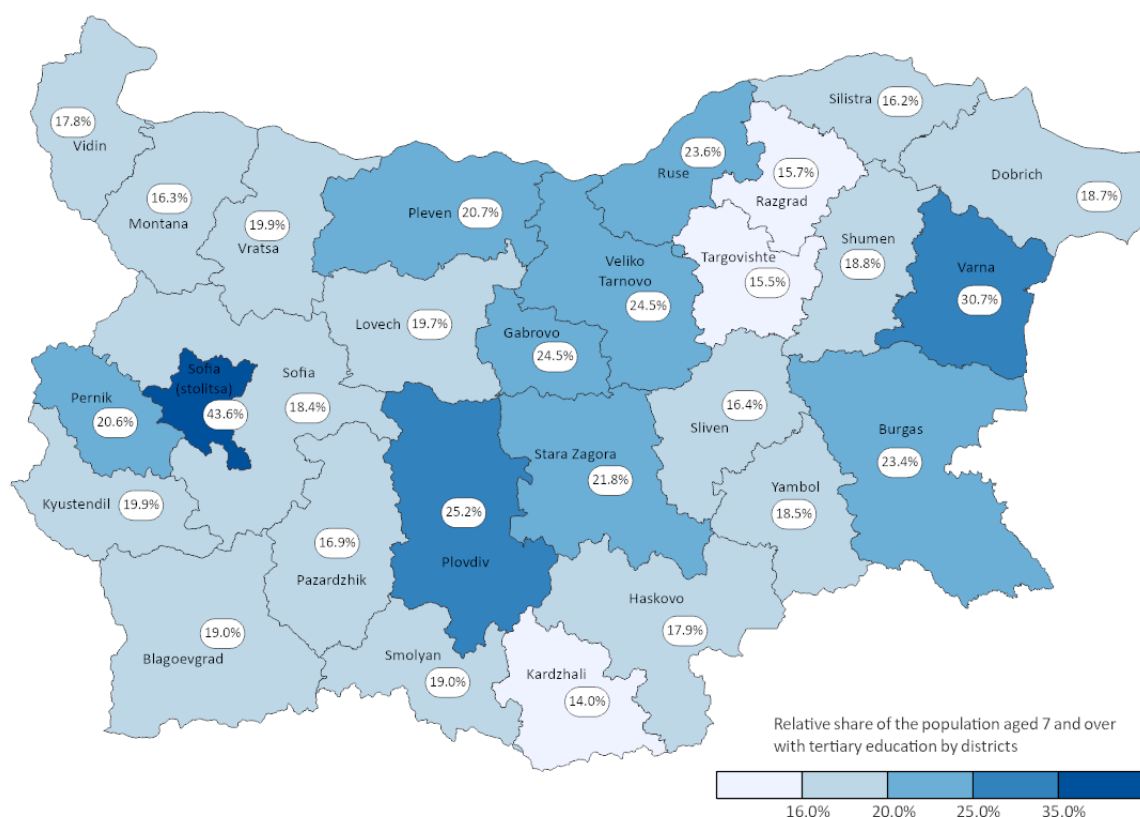 17.8%
Vidin
16.3%
Montana
19.9%
Vratsa
Pleven 20.7%
23.6%
Ruse
Silistra 16.2%
15.7%
Razgrad
Dobrich
18.7%
Targovishte
15.5%
Shumen
18.8%
Varna
30.7%
Veliko
Tarnovo
24.5%
Lovech 19.7%
Gabrovo
24.5%
Sofia
(stolitsa)
43.6%
Sofia
18.4%
Pernik
20.6%
Kyustendil 19.9%
16.4%
Sliven
Burgas
23.4%
Stara Zagora
21.8%
Yambol
18.5%
25.2%
Plovdiv
16.9%
Pazardzhik
Haskovo
17.9%
19.0%
Blagoevgrad
Smolyan
19.0%
Kardzhali
14.0%
Relative share of the population aged 7 and over
with tertiary education by districts
16.0% 20.0% 25.0% 35.0%